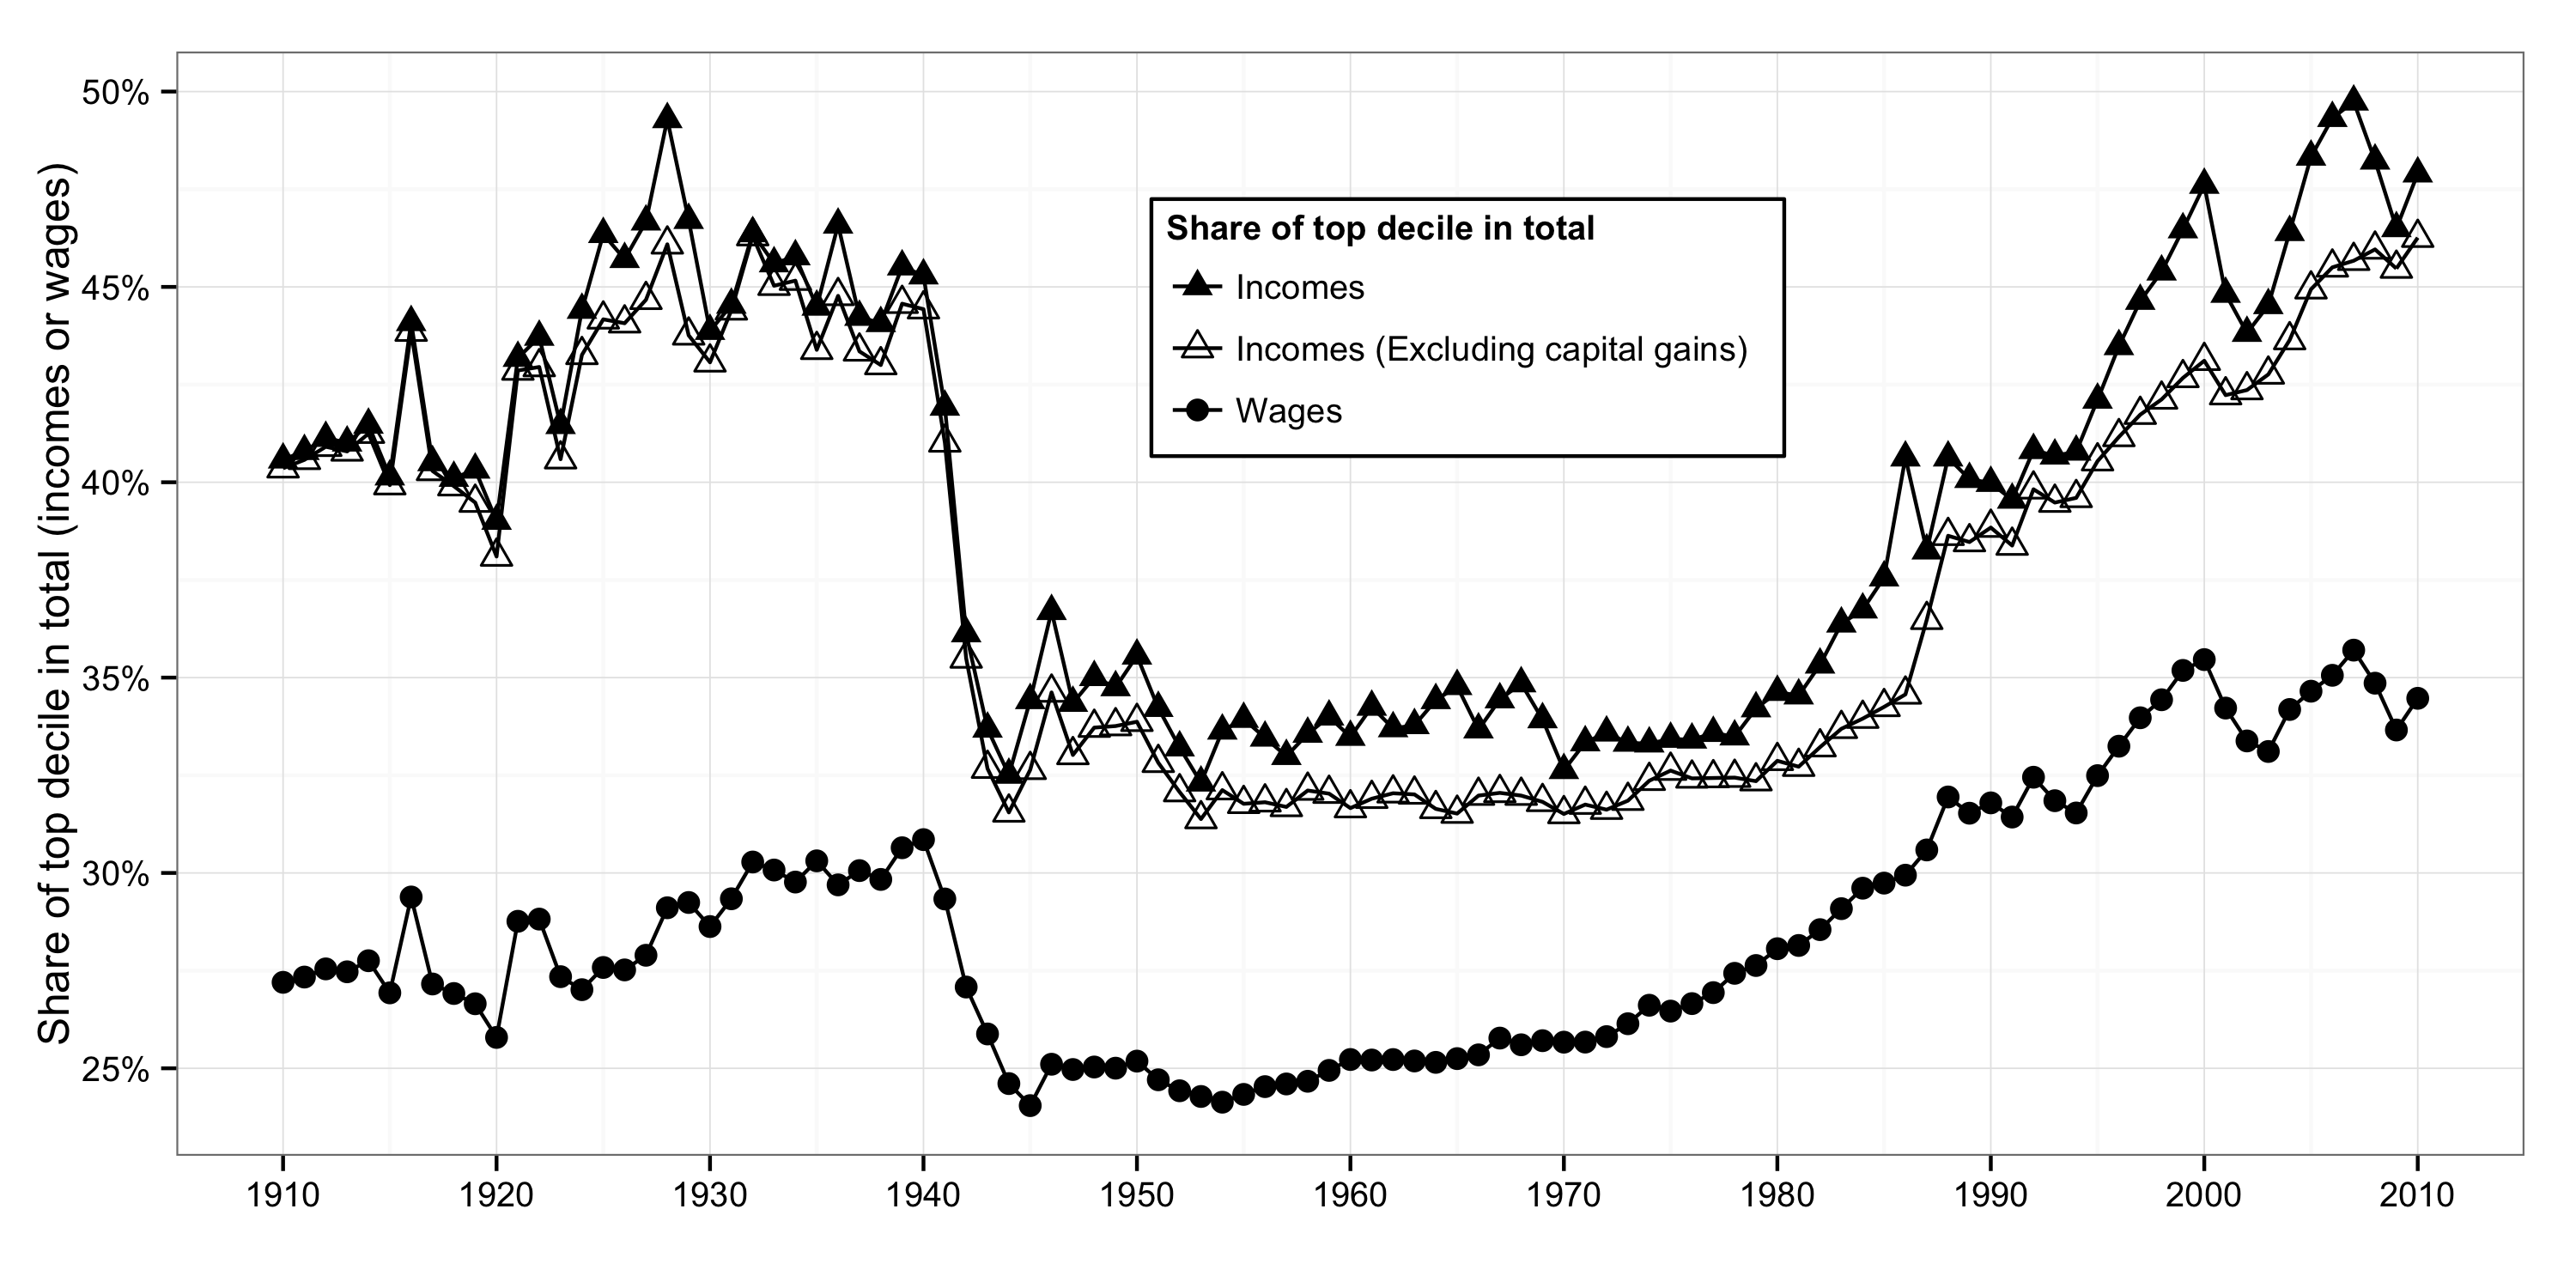 Share of top decile in total (incomes or wages)
50%
45%
40%
35%
30%
25%
Share of top decile in total
Incomes
Incomes (Excluding capital gains)
Wages
1910 1920 1930 1940 1950 1960 1970 1980 1990 2000 2010